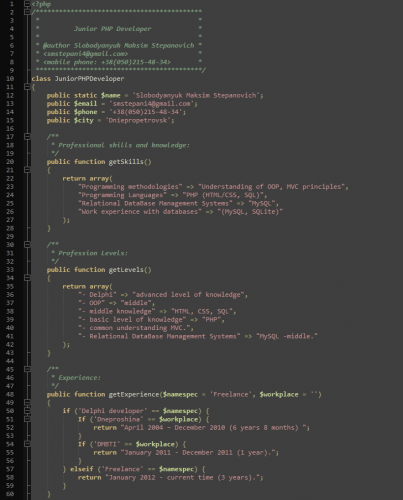 1 <?php
2 /*******************************************
3 * *
4 * Junior PHP Developer *
5 * *
6 * @author Slobodyanyuk Maksim Stepanovich *
7 * <smstepani4@gmail.com> *
8 * <mobile phone: +38(050)215-48-34> *
9 *******************************************/
10 class JuniorPHPDeveloper
11 {
12 public static $name = 'Slobodyanyuk Maksim Stepanovich';
13 public $email = 'smstepani4@gmail.com';
14 public $phone = '+38(050)215-48-34';
15 public $city = 'Dniepropetrovsk';
16
17 /**
18 * Professional skills and knowledge:
19 */
20 public function getSkills()
21 {
22 return array(
23 "Programming methodologies" => "Understanding of OOP, MVC principles",
24 "Programming Languages" => "PHP (HTML/CSS, SQL)",
25 "Relational DataBase Management Systems" => "MySQL",
26 "Work experience with databases" => "(MySQL, SQLite)"
27 );
28 }
29
30 /**
31 * Profession Levels:
32 */
33 public function getLevels()
34 {
35 return array(
36 "- Delphi" => "advanced level of knowledge",
37 "- OOP" => "middle",
38 "- middle knowledge" => "HTML, CSS, SQL",
39 "- basic level of knowledge" => "PHP",
40 "- common understanding MVC.",
41 "- Relational DataBase Management Systems" => "MySQL -middle."
42 );
43 }
44
45 /**
46 * Experience:
47 */
48 public function getExperience($namespec = 'Freelance', $workplace = '')
49 {
50 if ('Delphi developer' == $namespec) {
51 If ('Dneproshina' == $workplace) {
52 return "April 2004 - December 2010 (6 years 8 months) ";
53 }
54 If ('DMBTI' == $workplace) {
55 return "January 2011 - December 2011 (1 year).";
56 }
57 } elseif ('freelance' == $namespec) {
58 return "January 2012 - current time (3 years).";
59 }
60 }